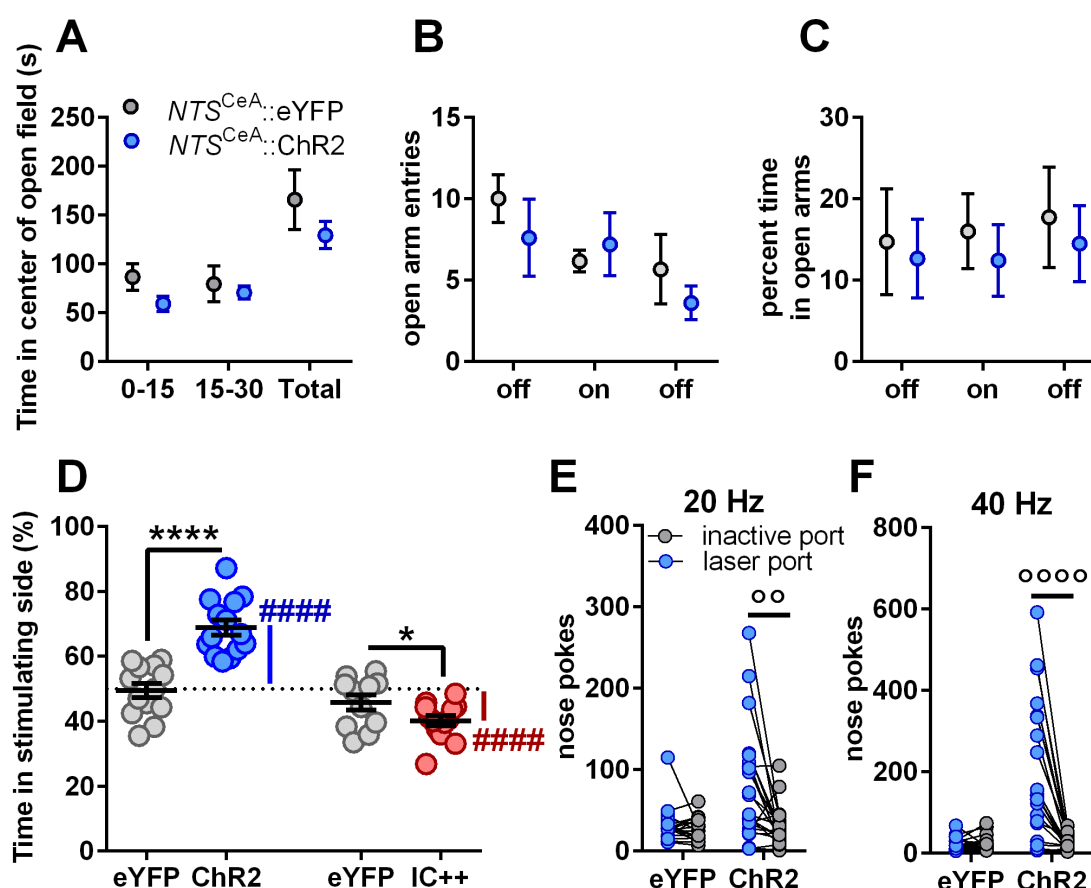 A
B
C
Time in center of open field (s)
250
200
150
100
50
0
NTSCeA::eYFP
NTSCeA::ChR2
0-15 15-30 Total
open arm entries
15
10
5
0
off on off
percent time
in open arms
30
20
10
0
off on off
D
Time in stimulating side (%)
100
80
60
40
20
0
****
####
*
####
eYFP ChR2 eYFP IC++
E
20 Hz
nose pokes
400
300
200
100
0
inactive port
laser port
°°
eYFP ChR2
F
40 Hz
nose pokes
800
600
400
200
0
°°°°
eYFP ChR2